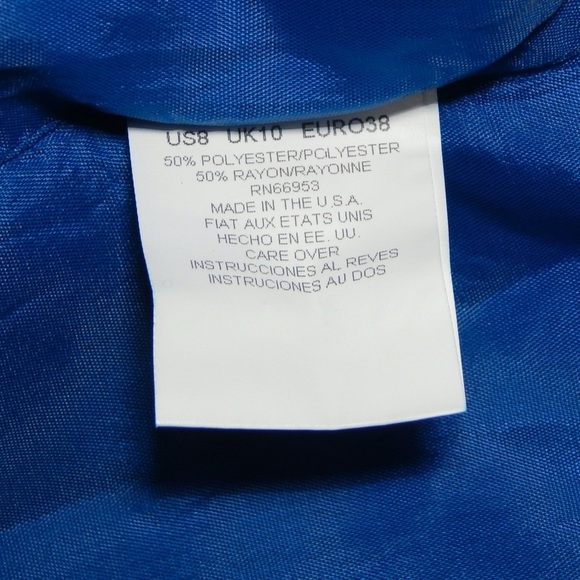 US8 UK10 EURO38
50% POLYESTER/POLYESTER
50% RAYON/RAYONNE
RN66953
MADE IN THE U.S.A.
FIAT AUX ETATS UNIS
HECHO EN EE. UU.
CARE OVER
INSTRUCCIONES AL REVES
INSTRUCIONES AU DOS